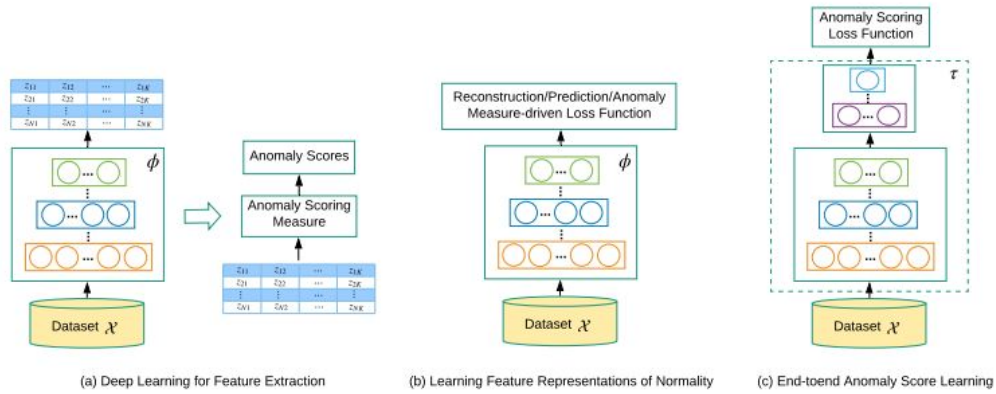 z11 z12 ... z1K
z21 z22 ... z2K
⋮ ⋮ ... ⋮
zN1 zN2 ... zNK
ϕ
... 
...
...
Dataset 𝒳
Anomaly Scores
Anomaly Scoring
Measure
z11 z12 ... z1K
z21 z22 ... z2K
⋮ ⋮ ... ⋮
zN1 zN2 ... zNK
(a) Deep Learning for Feature Extraction
Reconstruction/Prediction/Anomaly
Measure-driven Loss Function
ϕ
...
...
...
Dataset 𝒳
(b) Learning Feature Representations of Normality
Anomaly Scoring
Loss Function
τ
...
...
...
...
Dataset 𝒳
(c) End-toend Anomaly Score Learning